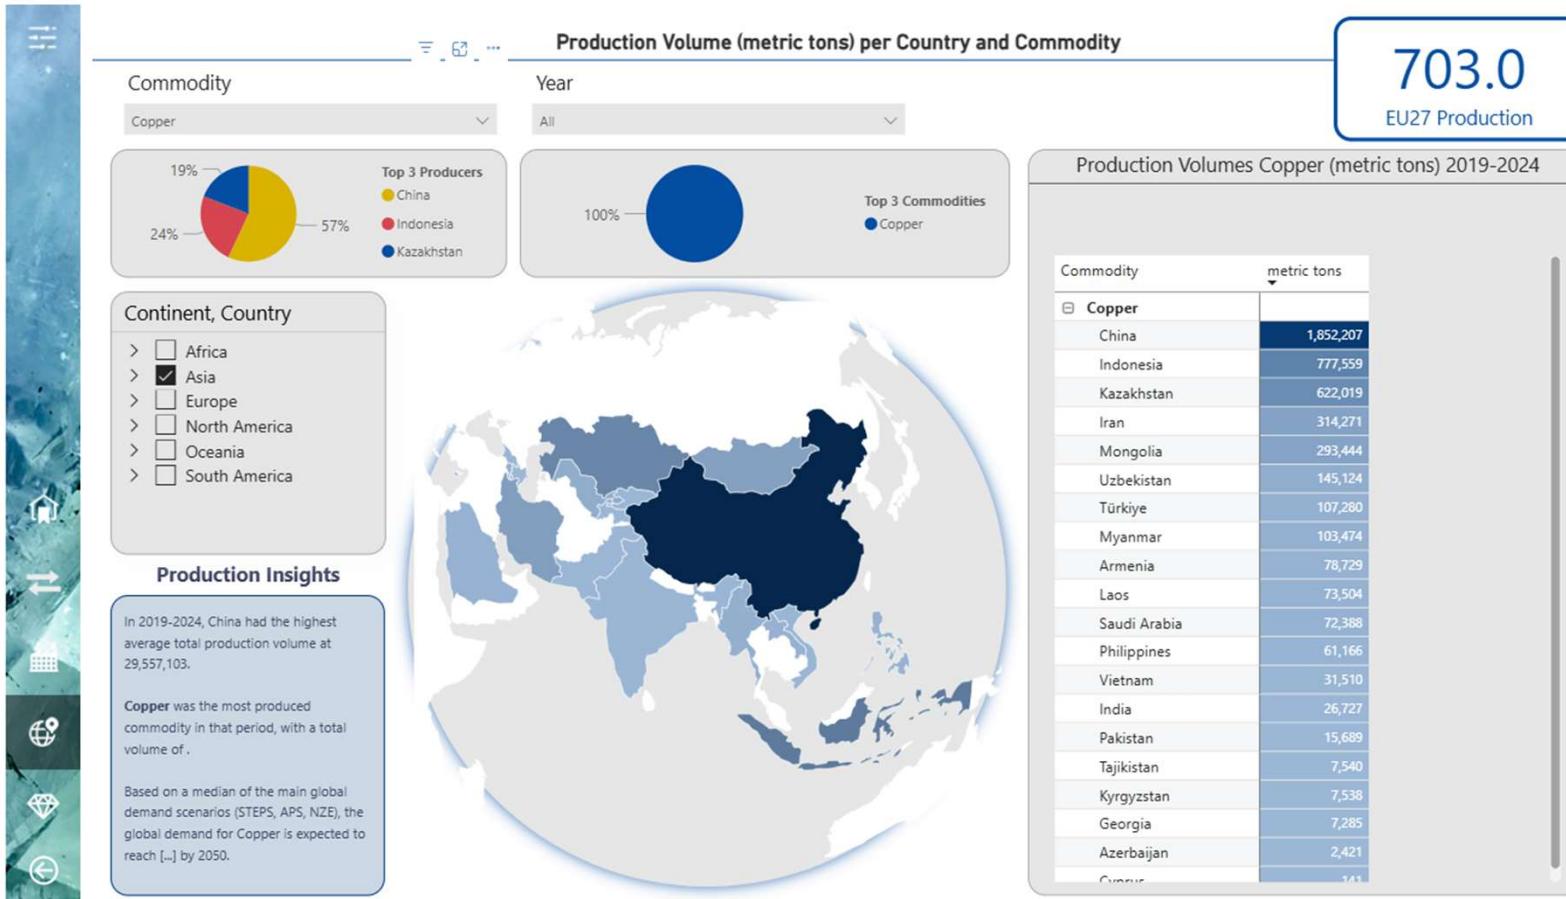 Production Volume (metric tons) per Country and Commodity
703.0
EU27 Production
Commodity
Copper
Year
All
19%
24%
57%
Top 3 Producers
China
Indonesia
Kazakhstan
100%
Top 3 Commodities
Copper
Continent, Country
Africa
Asia
Europe
North America
Oceania
South America
Production Insights
In 2019-2024, China had the highest
average total production volume at
29,557,103.
Copper was the most produced
commodity in that period, with a total
volume of .
Based on a median of the main global
demand scenarios (STEPS, APS, NZE), the
global demand for Copper is expected to
reach [...] by 2050.
Production Volumes Copper (metric tons) 2019-2024
Commodity metric tons
Copper
China 1,852,207
Indonesia 777,559
Kazakhstan 622,019
Iran 314,271
Mongolia 293,444
Uzbekistan 145,124
Türkiye 107,280
Myanmar 103,474
Armenia 78,729
Laos 73,504
Saudi Arabia 72,388
Philippines 61,166
Vietnam 31,510
India 26,727
Pakistan 15,689
Tajikistan 7,540
Kyrgyzstan 7,538
Georgia 7,285
Azerbaijan 2,421
Cyprus 141